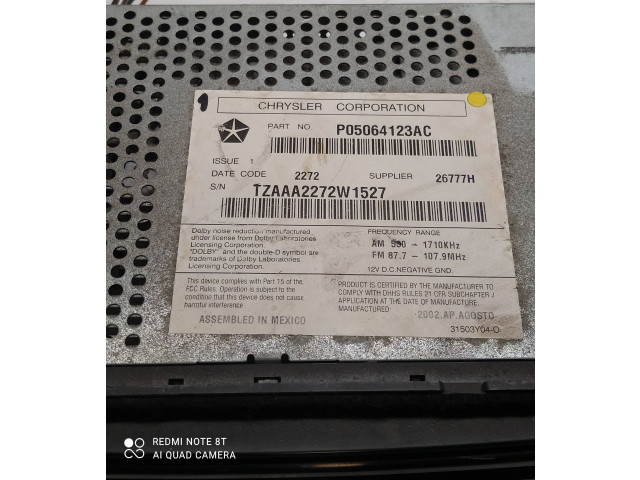 CHRYSLER CORPORATION
PART NO. P05064123AC
ISSUE 1
DATE CODE 2272 SUPPLIER 26777H
S/N TZAAA2272W1527
Dolby noise reduction manufactured
under license from Dolby Laboratories
Licensing Corporation.
"DOLBY" and the double-D symbol are
trademarks of Dolby Laboratories
Licensing Corporation.
FREQUENCY RANGE
AM 530 - 1710KHz
FM 87.7 - 107.9MHz
12V D.C.NEGATIVE GND.
This device complies with Part 15 of the
FCC Rules. Operation is subject to the
condition that this device does not cause
harmful interference
PRODUCT IS CERTIFIED BY THE MANUFACTURER TO
COMPLY WITH DHHS RULES 21 CFR SUBCHAPTER J
APPLICATION AT THE DATE OF MANUFACTURE.
ASSEMBLED IN MEXICO
2002.AP.AGOSTO
31503Y04-O
REDMI NOTE 8T
AI QUAD CAMERA